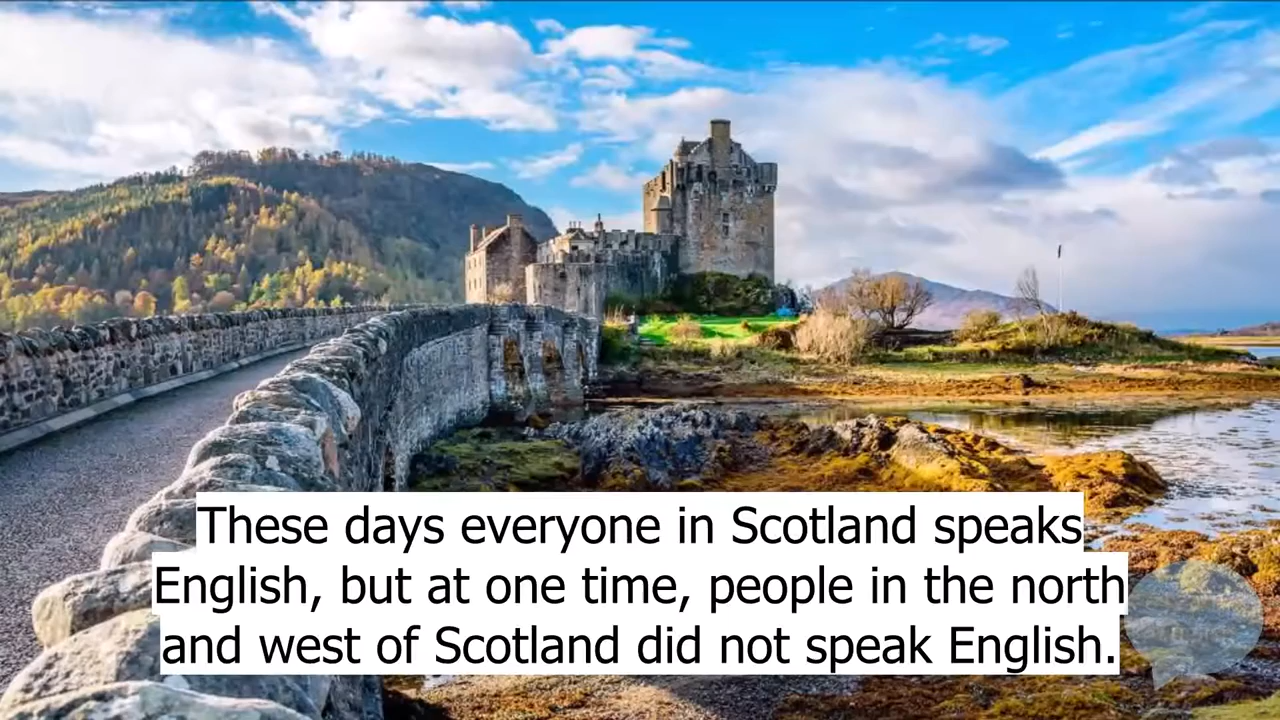 These days everyone in Scotland speaks
English, but at one time, people in the north
and west of Scotland did not speak English.